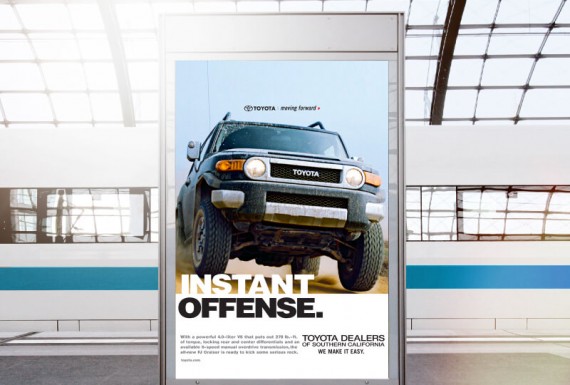 TOYOTA moving forward
TOYOTA
INSTANT
OFFENSE.
With a powerful 4.0-liter V6 that puts out 278 lb.-ft.
of torque, locking rear and center differentials and an
available 6-speed manual overdrive transmission, the
all-new FJ Cruiser is ready to kick some serious rock.
toyota.com
TOYOTA DEALERS
OF SOUTHERN CALIFORNIA
WE MAKE IT EASY.